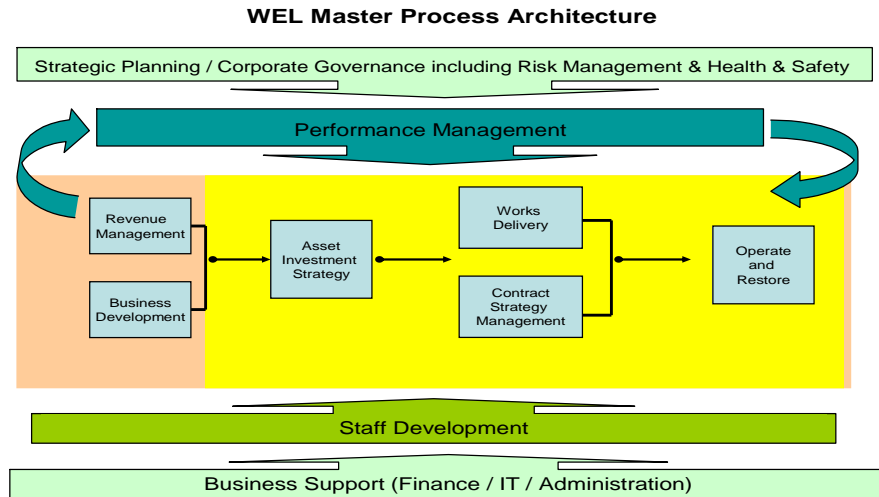 WEL Master Process Architecture
Strategic Planning / Corporate Governance including Risk Management & Health & Safety
Performance Management
Revenue
Management
Business
Development
Asset
Investment
Strategy
Works
Delivery
Contract
Strategy
Management
Operate
and
Restore
Staff Development
Business Support (Finance / IT / Administration)